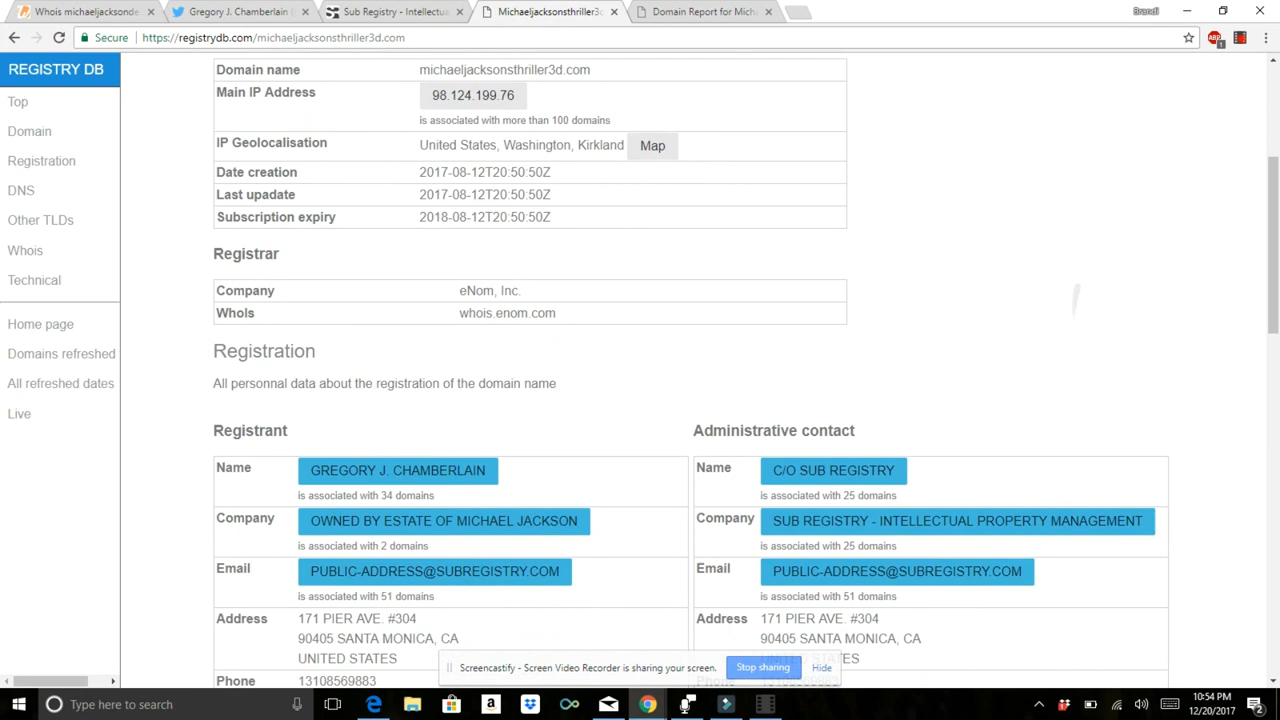 Whois michaeljacksonde
Gregory J. Chamberlain (
Sub Registry - Intellectua
Michaeljacksonsthriller3d
Domain Report for Mich
Brandi
Secure
https://registrydb.com/michaeljacksonsthriller3d.com
ABP
1
REGISTRY DB
Top
Domain
Registration
DNS
Other TLDs
Whois
Technical
Home page
Domains refreshed
All refreshed dates
Live
Domain name michaeljacksonsthriller3d.com
Main IP Address 98.124.199.76
is associated with more than 100 domains
IP Geolocalisation United States, Washington, Kirkland Map
Date creation 2017-08-12T20:50:50Z
Last upadate 2017-08-12T20:50:50Z
Subscription expiry 2018-08-12T20:50:50Z
Registrar
Company eNom, Inc.
WhoIs whois.enom.com
Registration
All personnal data about the registration of the domain name
Registrant
Name GREGORY J. CHAMBERLAIN
is associated with 34 domains
Company OWNED BY ESTATE OF MICHAEL JACKSON
is associated with 2 domains
Email PUBLIC-ADDRESS@SUBREGISTRY.COM
is associated with 51 domains
Address 171 PIER AVE. #304
90405 SANTA MONICA, CA
UNITED STATES
Phone 13108569883
Administrative contact
Name C/O SUB REGISTRY
is associated with 25 domains
Company SUB REGISTRY - INTELLECTUAL PROPERTY MANAGEMENT
is associated with 25 domains
Email PUBLIC-ADDRESS@SUBREGISTRY.COM
is associated with 51 domains
Address 171 PIER AVE. #304
90405 SANTA MONICA, CA
UNITED STATES
Phone 13108569883
Screencastify - Screen Video Recorder is sharing your screen.
Stop sharing
Hide
Type here to search
10:54 PM
12/20/2017
2